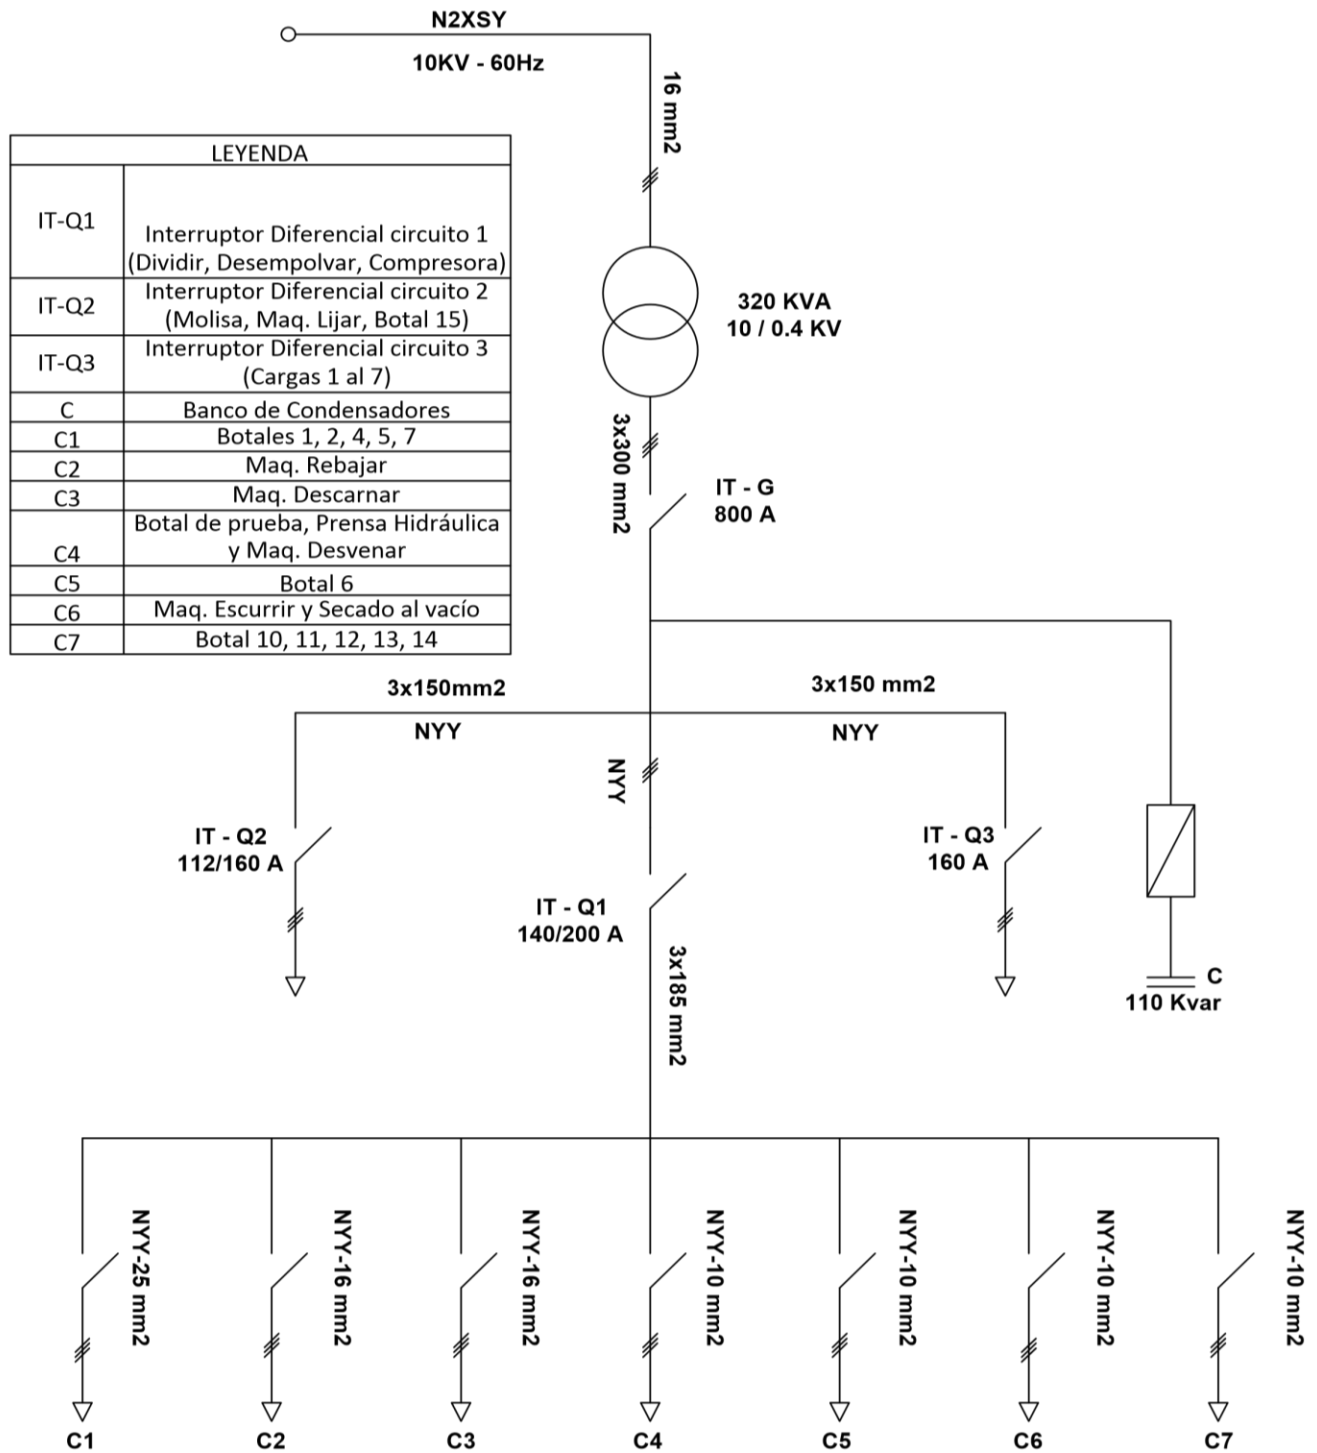 N2XSY
10KV - 60Hz
16 mm2
LEYENDA
IT-Q1
Interruptor Diferencial circuito 1
(Dividir, Desempolvar, Compresora)
IT-Q2
Interruptor Diferencial circuito 2
(Molisa, Maq. Lijar, Botal 15)
IT-Q3
Interruptor Diferencial circuito 3
(Cargas 1 al 7)
C
Banco de Condensadores
C1
Botales 1, 2, 4, 5, 7
C2
Maq. Rebajar
C3
Maq. Descarnar
C4
Botal de prueba, Prensa Hidráulica
y Maq. Desvenar
C5
Botal 6
C6
Maq. Escurrir y Secado al vacío
C7
Botal 10, 11, 12, 13, 14
320 KVA
10 / 0.4 KV
3x300 mm2
IT - G
800 A
3x150mm2
NYY
3x150 mm2
NYY
NYY
IT - Q2
112/160 A
IT - Q1
140/200 A
IT - Q3
160 A
3x185 mm2
C
110 Kvar
NYY-25 mm2
NYY-16 mm2
NYY-16 mm2
NYY-10 mm2
NYY-10 mm2
NYY-10 mm2
NYY-10 mm2
C1
C2
C3
C4
C5
C6
C7